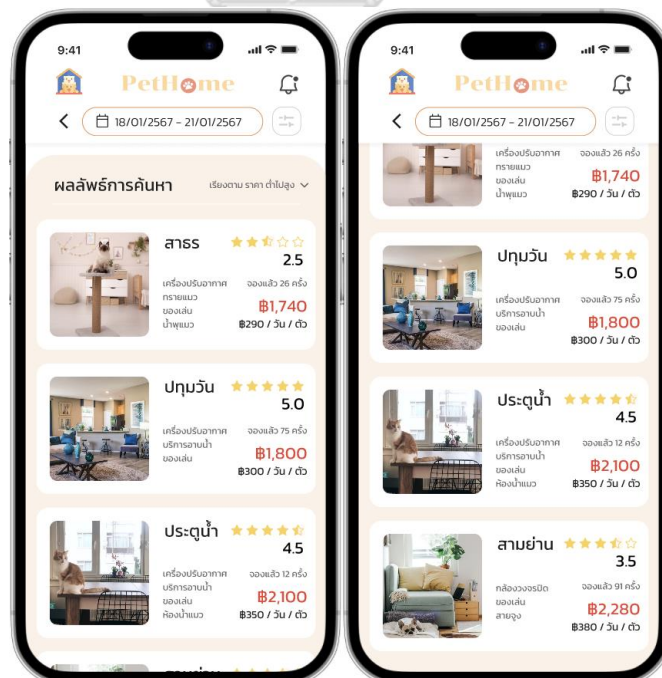 9:41
PetHome
18/01/2567 - 21/01/2567
ผลลัพธ์การค้นหา
เรียงตาม ราคา ต่ำไปสูง
สาธร
2.5
เครื่องปรับอากาศ
จองแล้ว 26 ครั้ง
ทรายแมว
ของเล่น
฿1,740
น้ำพุแมว
฿290 / วัน / ตัว
ปทุมวัน
5.0
เครื่องปรับอากาศ
จองแล้ว 75 ครั้ง
บริการอาบน้ำ
ของเล่น
฿1,800
฿300 / วัน / ตัว
ประตูน้ำ
4.5
เครื่องปรับอากาศ
จองแล้ว 12 ครั้ง
บริการอาบน้ำ
ของเล่น
฿2,100
ห้องน้ำแมว
฿350 / วัน / ตัว
9:41
PetHome
18/01/2567 - 21/01/2567
เครื่องปรับอากาศ
จองแล้ว 26 ครั้ง
ทรายแมว
ของเล่น
฿1,740
น้ำพุแมว
฿290 / วัน / ตัว
ปทุมวัน
5.0
เครื่องปรับอากาศ
จองแล้ว 75 ครั้ง
บริการอาบน้ำ
ของเล่น
฿1,800
฿300 / วัน / ตัว
ประตูน้ำ
4.5
เครื่องปรับอากาศ
จองแล้ว 12 ครั้ง
บริการอาบน้ำ
ของเล่น
฿2,100
ห้องน้ำแมว
฿350 / วัน / ตัว
สามย่าน
3.5
กล้องวงจรปิด
จองแล้ว 91 ครั้ง
ของเล่น
สายจูง
฿2,280
฿380 / วัน / ตัว